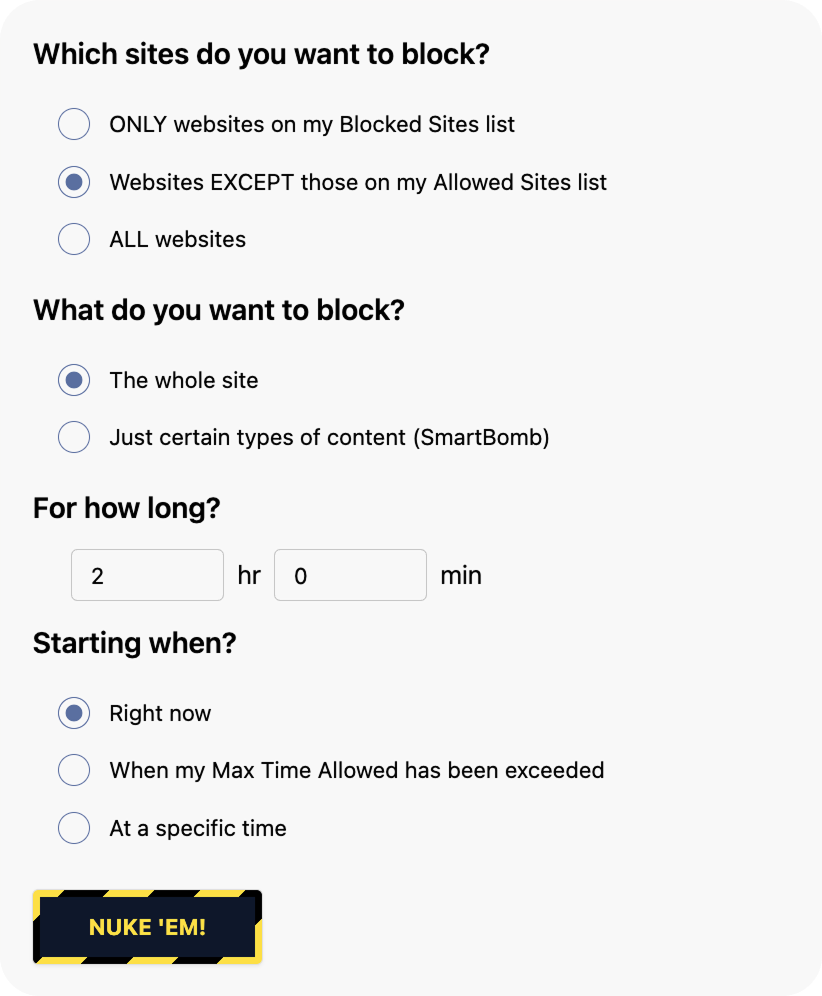 Which sites do you want to block?
ONLY websites on my Blocked Sites list
Websites EXCEPT those on my Allowed Sites list
ALL websites
What do you want to block?
The whole site
Just certain types of content (SmartBomb)
For how long?
2 hr 0 min
Starting when?
Right now
When my Max Time Allowed has been exceeded
At a specific time
NUKE 'EM!